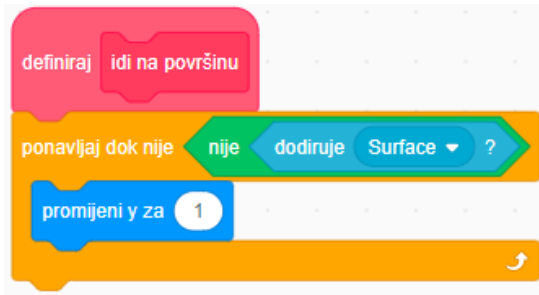 definiraj idi na površinu
ponavljaj dok nije nije dodiruje Surface ?
promijeni y za 1